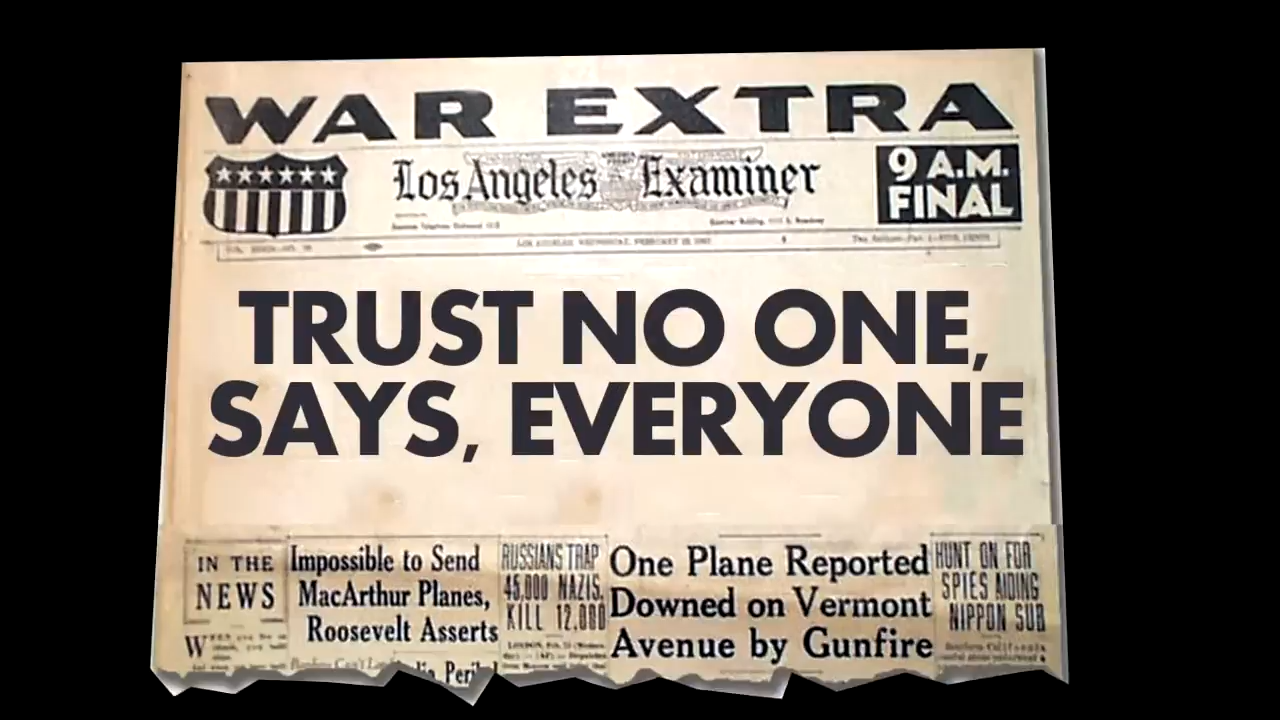 WAR EXTRA
Los Angeles Examiner
9 A.M.
FINAL
TRUST NO ONE,
SAYS, EVERYONE
IN THE
NEWS
Impossible to Send
MacArthur Planes,
Roosevelt Asserts
RUSSIANS TRAP
45,000 NAZIS,
KILL 12,000
One Plane Reported
Downed on Vermont
Avenue by Gunfire
HUNT ON FOR
SPIES AIDING
NIPPON SUB